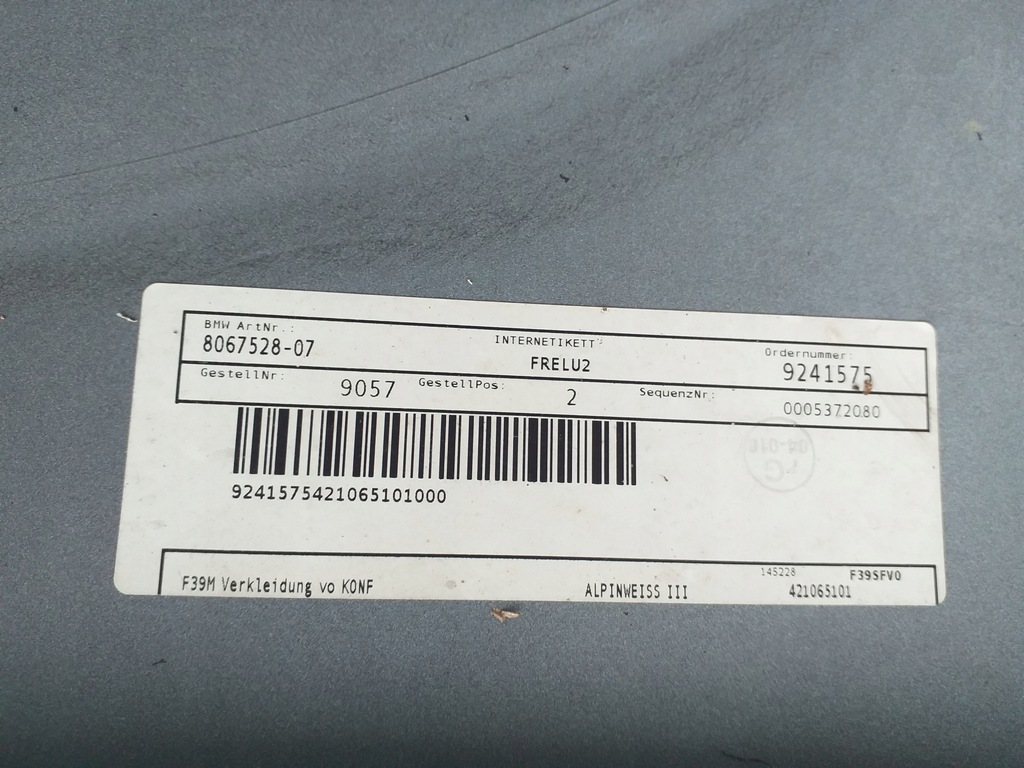 BMW ArtNr.:
INTERNETIKETT
Ordernummer:
8067528-07
FRELU2
9241575
GestellNr:
9057
GestellPos:
2
SequenzNr:
0005372080
9241575421065101000
145228
F39SFV0
F39M Verkleidung vo KONF
ALPINWEISS III
421065101